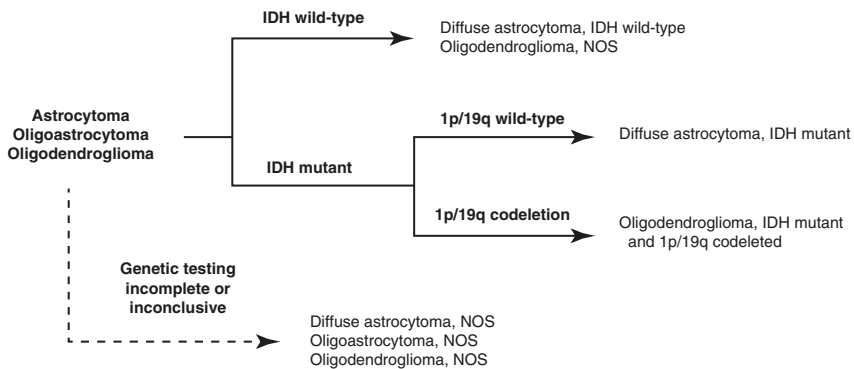 IDH wild-type
Diffuse astrocytoma, IDH wild-type
Oligodendroglioma, NOS
Astrocytoma
Oligoastrocytoma
Oligodendroglioma
1p/19q wild-type
Diffuse astrocytoma, IDH mutant
IDH mutant
1p/19q codeletion
Oligodendroglioma, IDH mutant
and 1p/19q codeleted
Genetic testing
incomplete or
inconclusive
Diffuse astrocytoma, NOS
Oligoastrocytoma, NOS
Oligodendroglioma, NOS